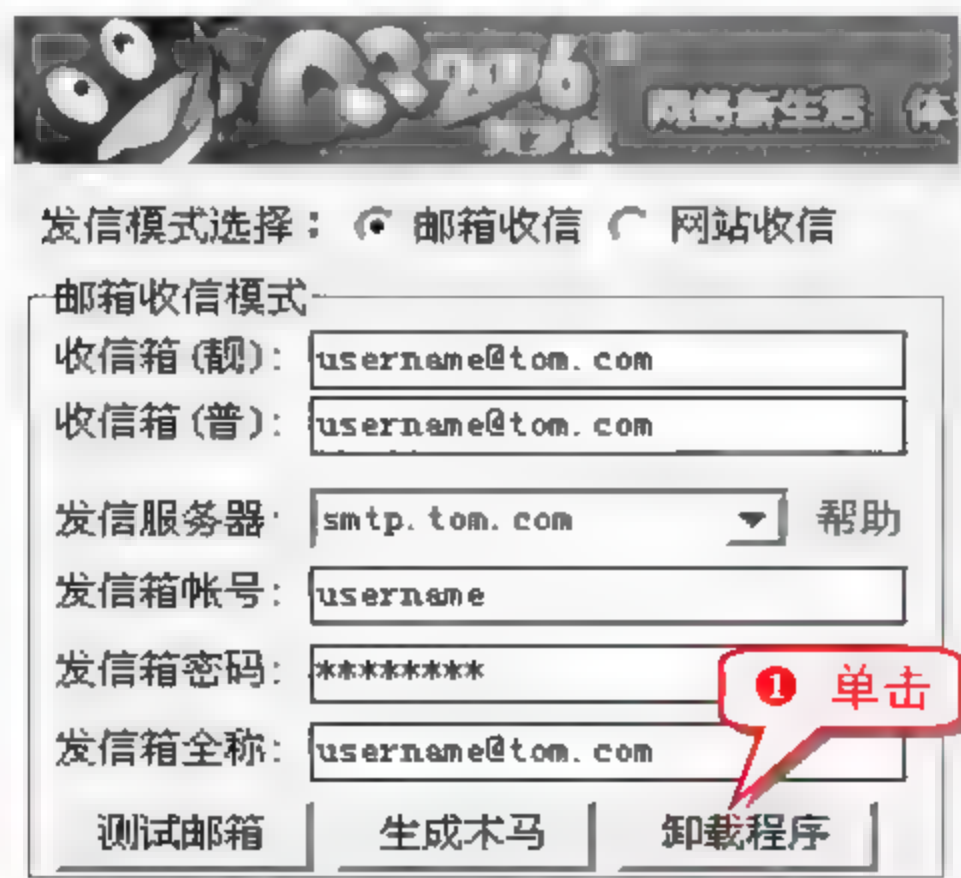 2006
网络新生活 体
发信模式选择： 邮箱收信 网站收信
邮箱收信模式
收信箱(靓)： username@tom.com
收信箱(普)： username@tom.com
发信服务器： smtp.tom.com 帮助
发信箱帐号： username
发信箱密码： ********
❶ 单击
发信箱全称： username@tom.com
测试邮箱 生成木马 卸载程序